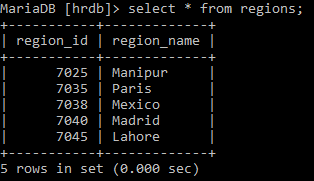 MariaDB [hrdb]> select * from regions;
+-----------+-------------+
| region_id | region_name |
+-----------+-------------+
|      7025 | Manipur     |
|      7035 | Paris       |
|      7038 | Mexico      |
|      7040 | Madrid      |
|      7045 | Lahore      |
+-----------+-------------+
5 rows in set (0.000 sec)